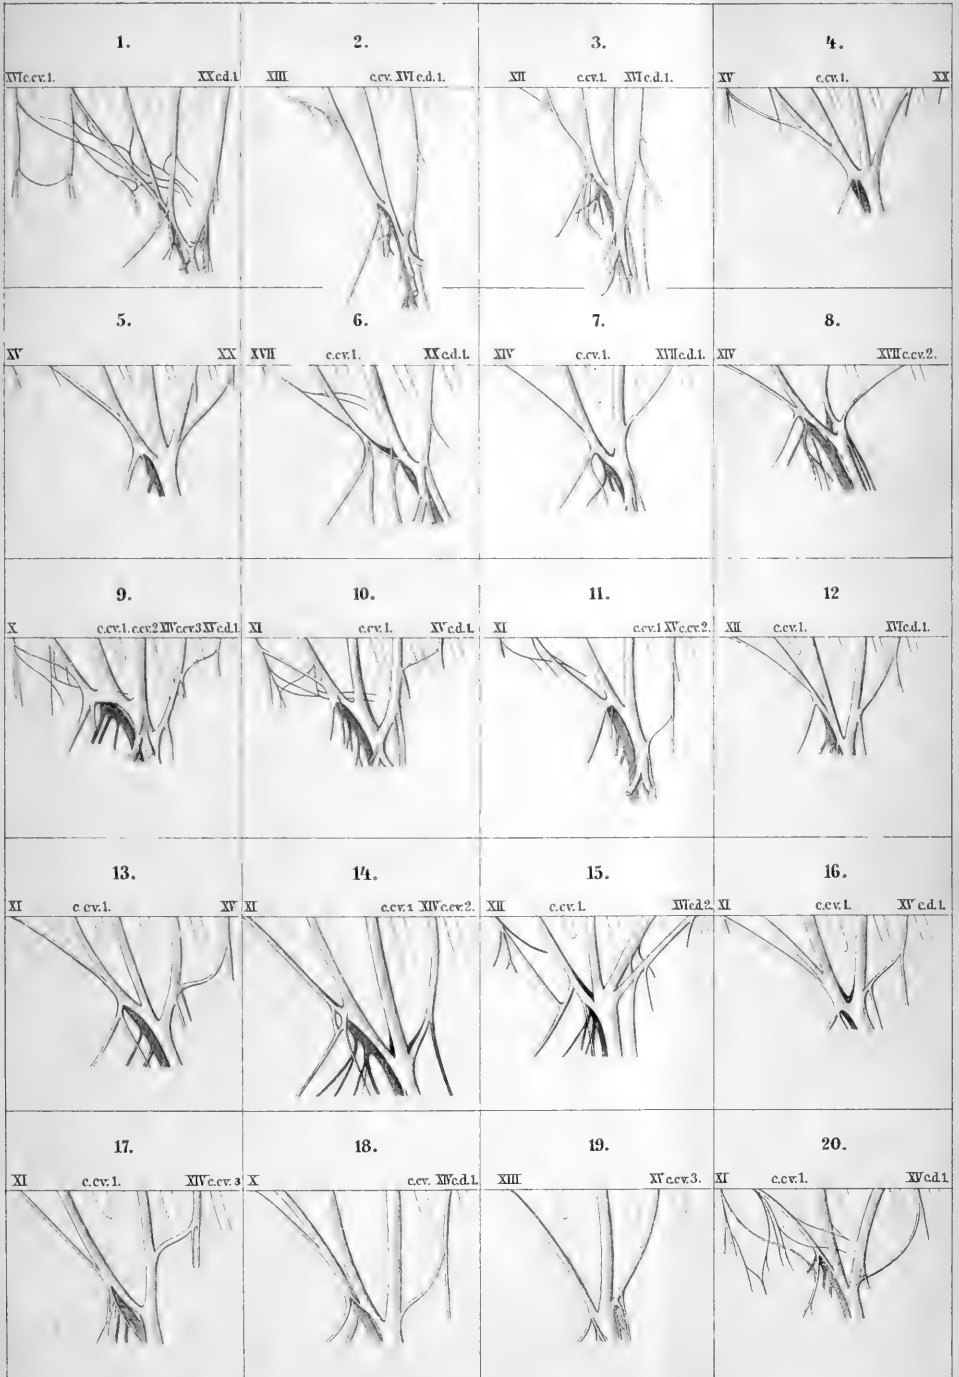 1. 2. 3. 4.
XVI c.cv.1. XX c.d.1. XIII c.cv. XVI c.d.1. XII c.cv.1. XVI c.d.1. XV c.cv.1. XX
5. 6. 7. 8.
XV XX XVII c.cv.1. XX c.d.1. XIV c.cv.1. XVII c.d.1. XIV XVII c.cv.2.
9. 10. 11. 12
X c.cv.1. c.cv.2 XIV c.cv.3 XV c.d.1. XI c.cv.1. XV c.d.1. XI c.cv.1 XV c.cv.2. XII c.cv.1. XVI c.d.1.
13. 14. 15. 16.
XI c.cv.1. XV XI c.cv.1 XIV c.cv.2. XII c.cv.1. XVI c.d.2. XI c.cv.1. XV c.d.1.
17. 18. 19. 20.
XI c.cv.1. XIV c.cv.3 X c.cv. XIV c.d.1. XIII XV c.cv.3. XI c.cv.1. XV c.d.1